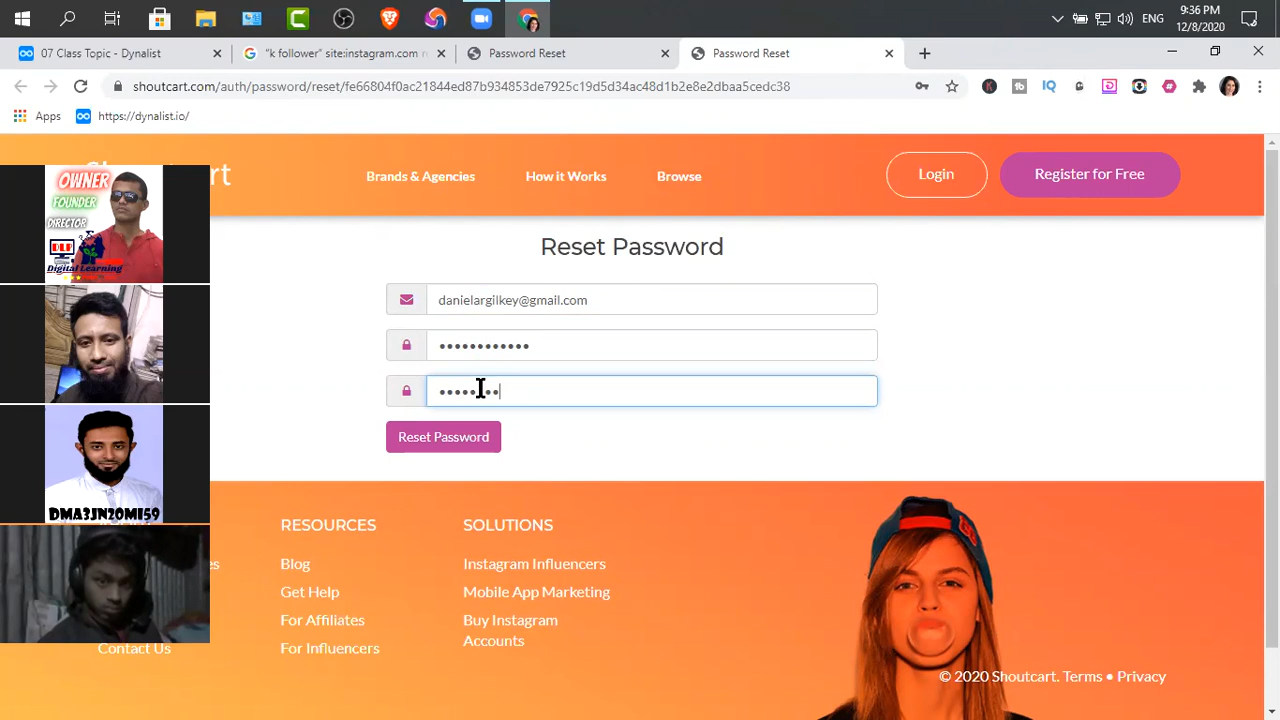 9:36 PM
ENG
12/8/2020
07 Class Topic - Dynalist
"k follower" site:instagram.com r
Password Reset
Password Reset
shoutcart.com/auth/password/reset/fe66804f0a21844ed87b934853de7925c19d5d34ac48d1b2e8e2dbaa5cedc30
Apps
https://dynalist.io/
Brands & Agencies
How it Works
Browse
Login
Register for Free
OWNER
FOUNDER
DIRECTOR
DLP
Digital Learning
Reset Password
danielargilkey@gmail.com
Reset Password
DMA3JN20MI59
RESOURCES
SOLUTIONS
Blog
Instagram Influencers
Get Help
Mobile App Marketing
For Affiliates
Buy Instagram
Accounts
Contact Us
For Influencers
© 2020 Shoutcart. Terms • Privacy